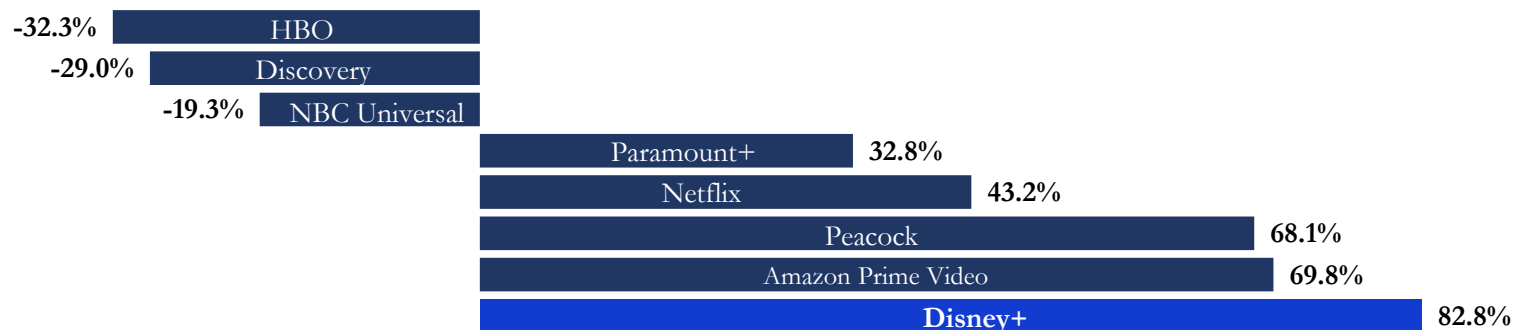 -32.3% HBO
-29.0% Discovery
-19.3% NBC Universal
Paramount+ 32.8%
Netflix 43.2%
Peacock 68.1%
Amazon Prime Video 69.8%
Disney+ 82.8%